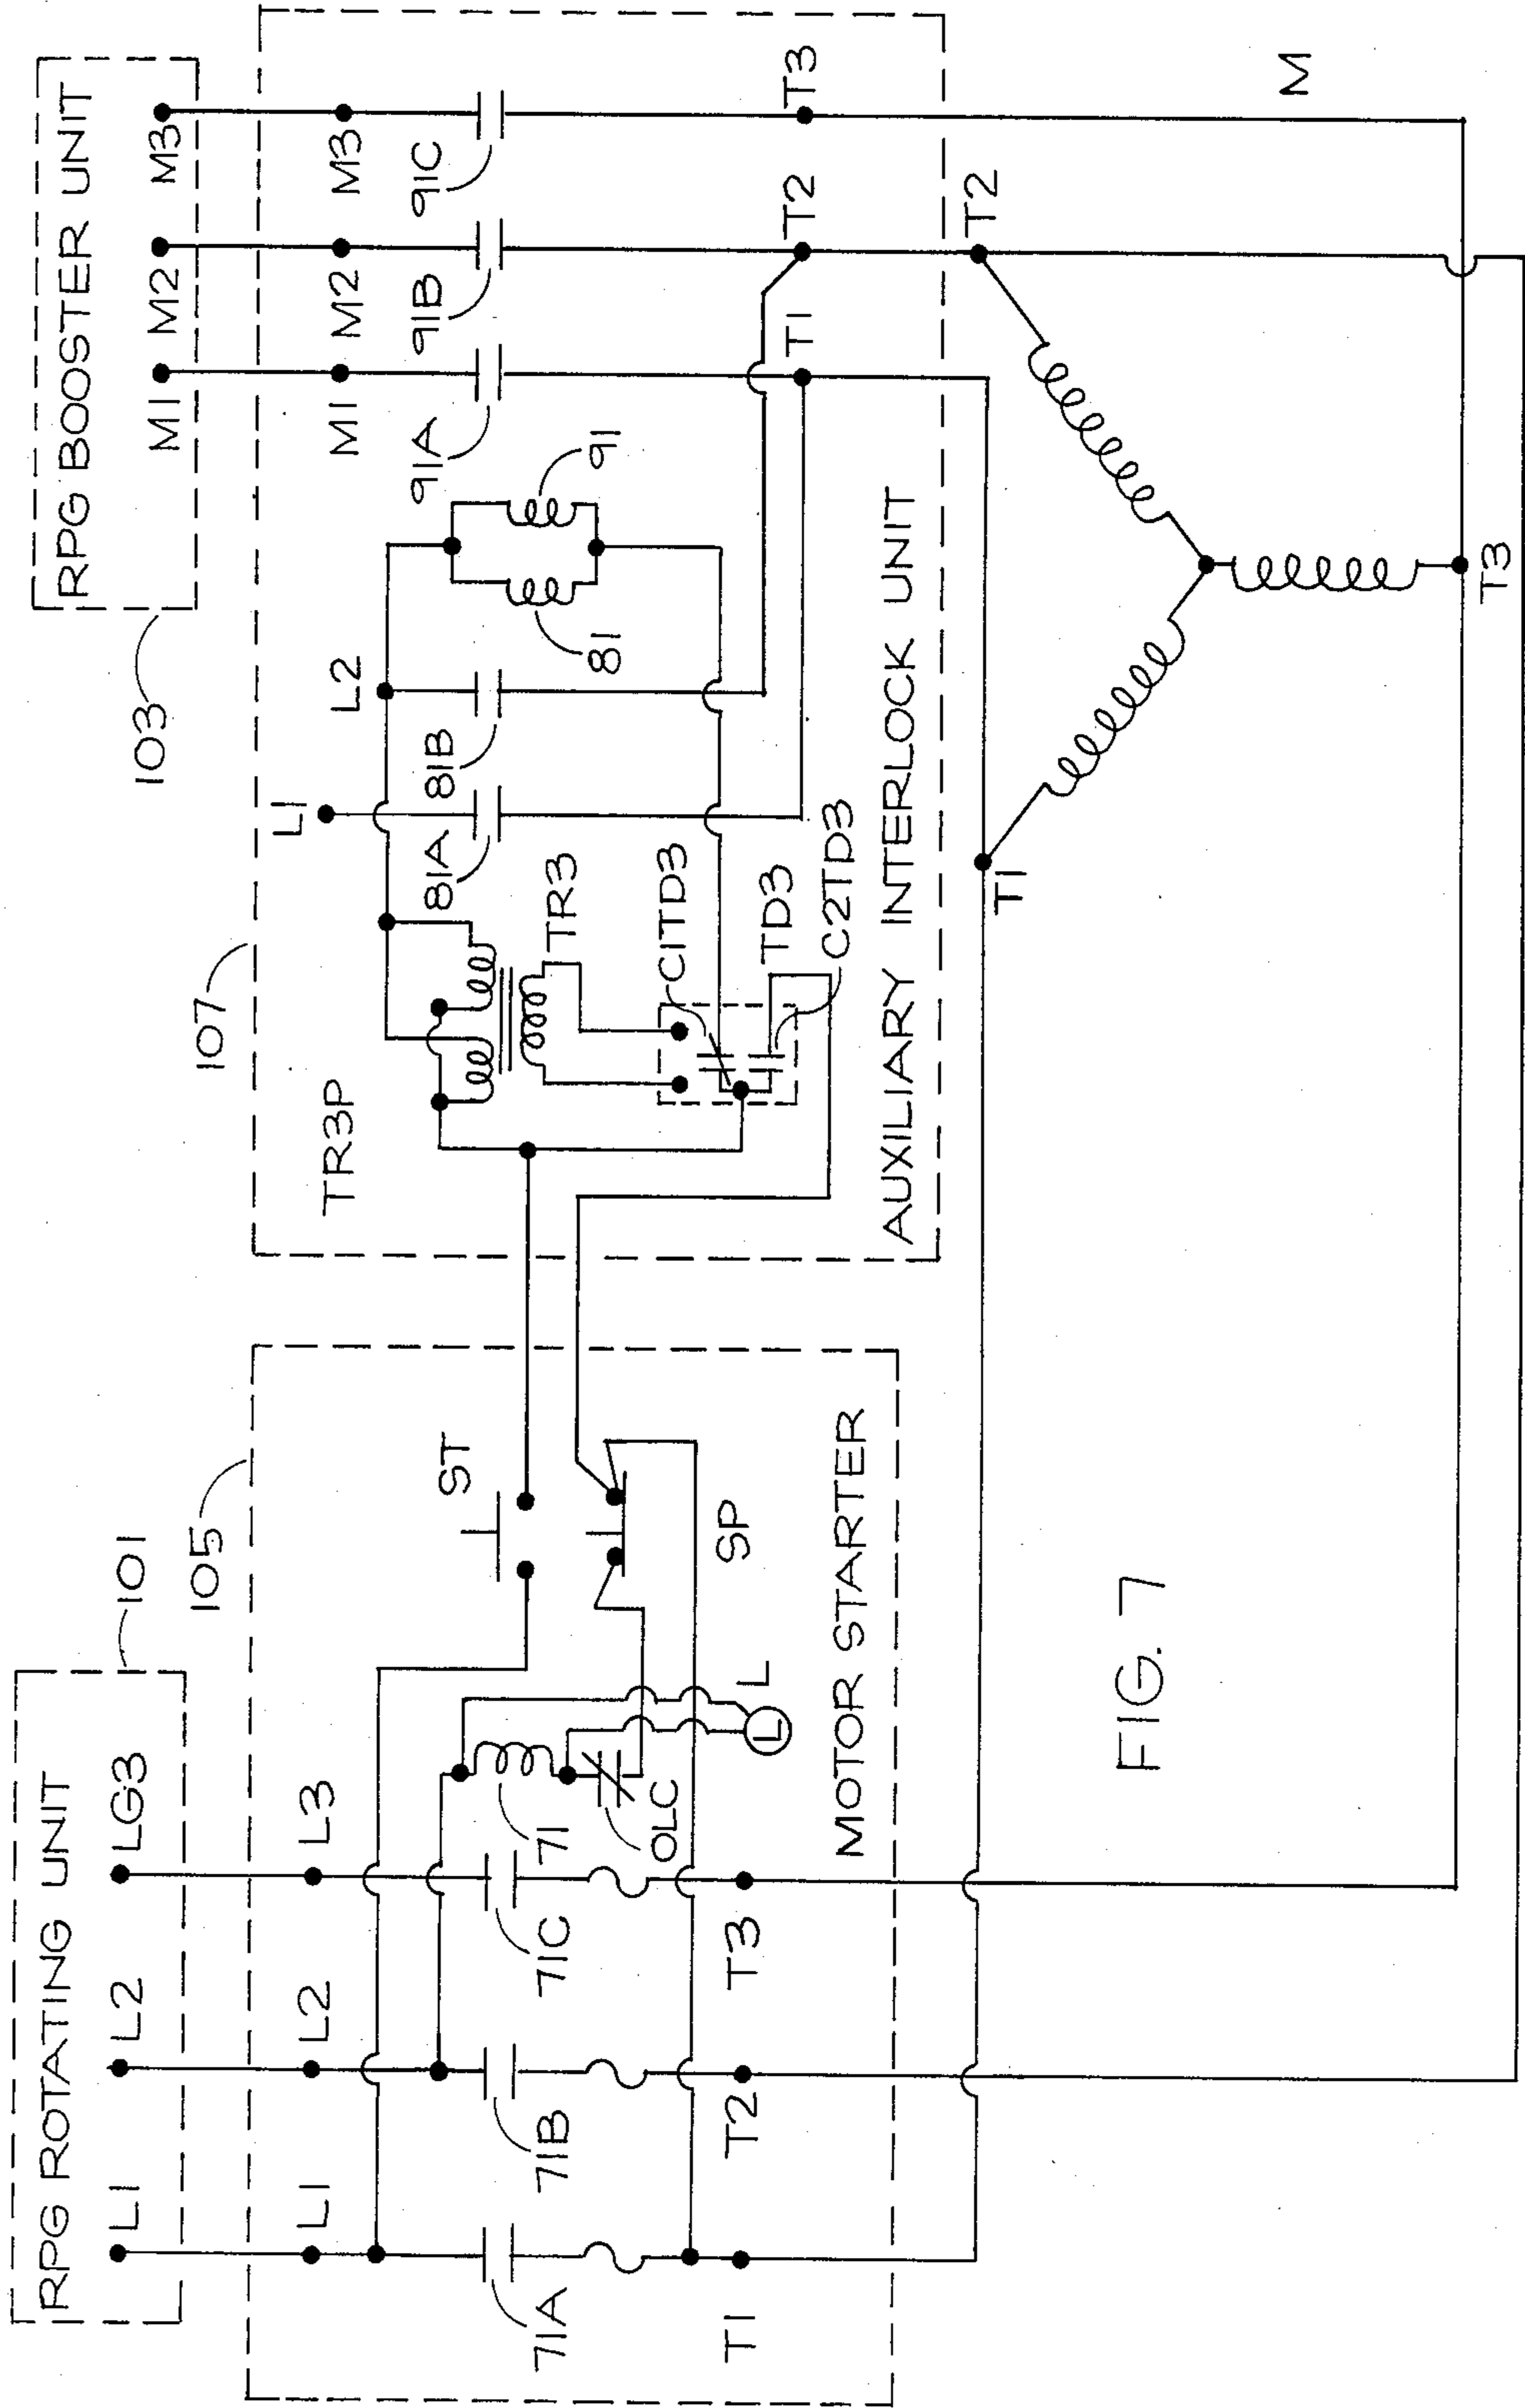 RPG ROTATING UNIT
L1
L2
LG3
101
105
L1
L2
L3
71A
71B
71C
71
OLC
L
L
ST
SP
T1
T2
T3
MOTOR STARTER
RPG BOOSTER UNIT
M1
M2
M3
103
107
M1
M2
M3
TR3P
TR3
L1
L2
81A
81B
81
91
91A
91B
91C
C1TD3
TD3
C2TD3
T1
T2
T3
AUXILIARY INTERLOCK UNIT
T1
T2
T3
M
FIG. 7